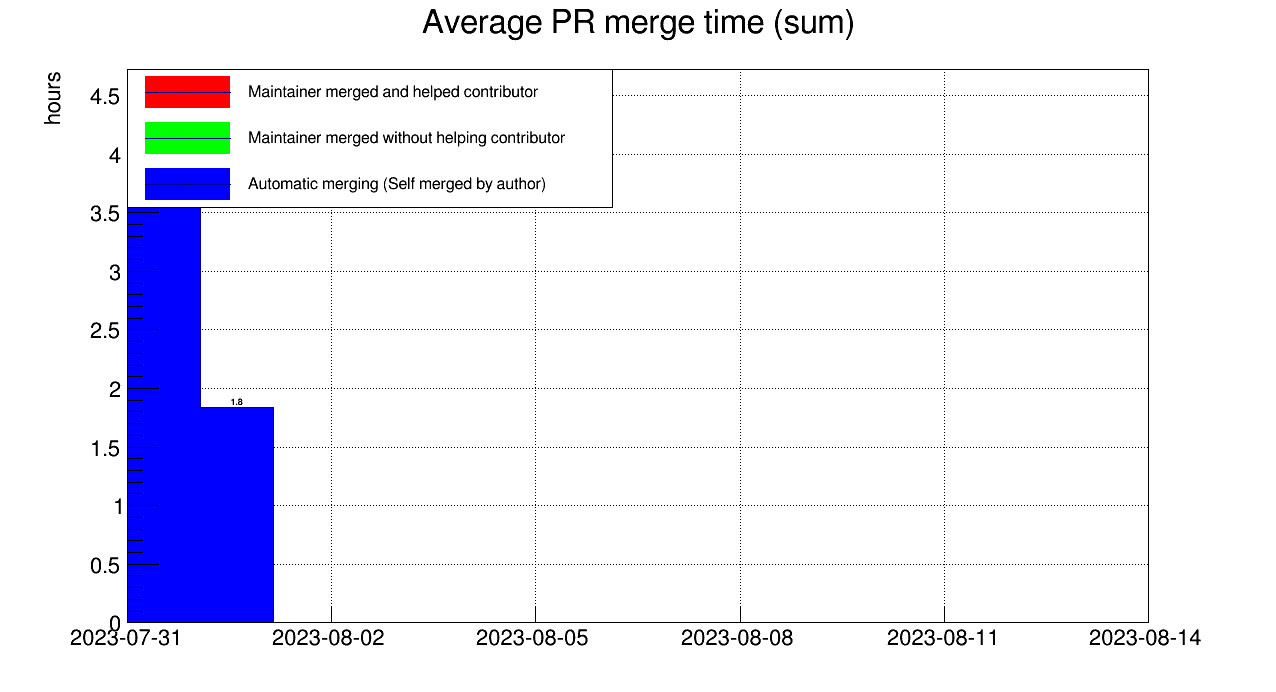 Average PR merge time (sum)
hours
Maintainer merged and helped contributor
Maintainer merged without helping contributor
Automatic merging (Self merged by author)
4.5
4
3.5
3
2.5
2
1.8
1.5
1
0.5
0
2023-07-31 2023-08-02 2023-08-05 2023-08-08 2023-08-11 2023-08-14